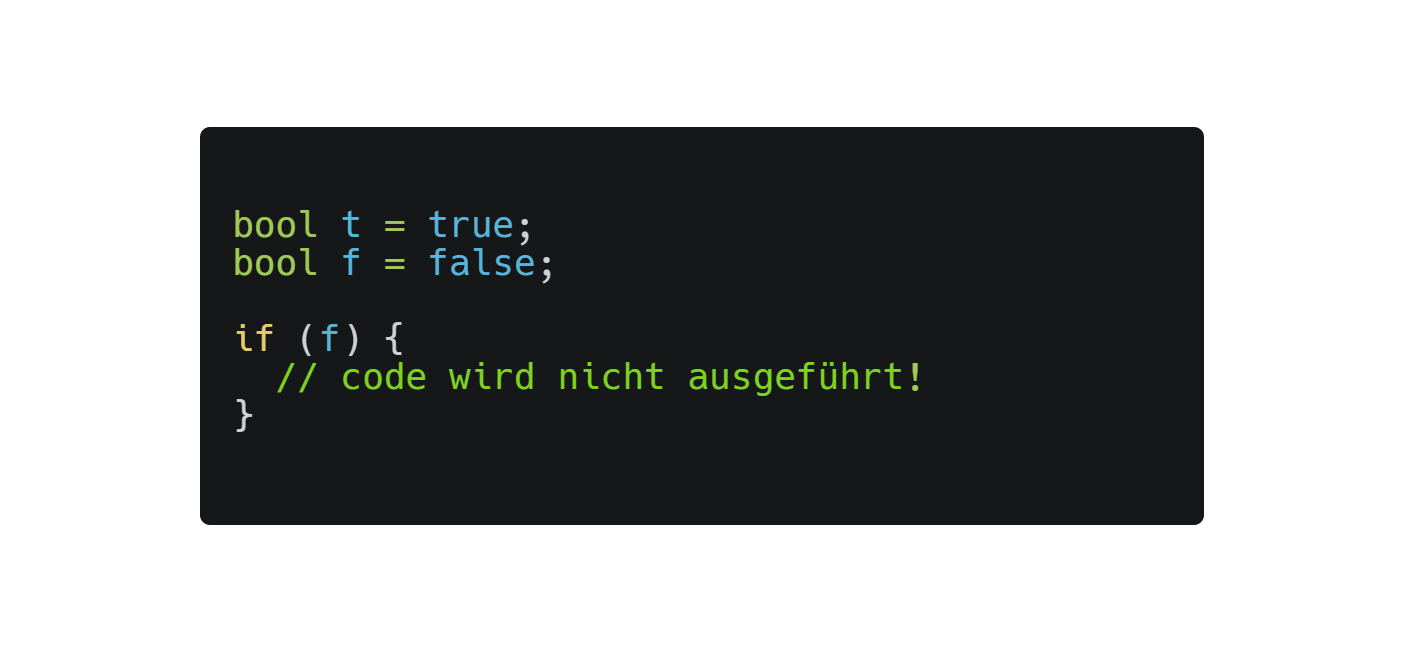 bool t = true;
bool f = false;
if (f) {
// code wird nicht ausgeführt!
}